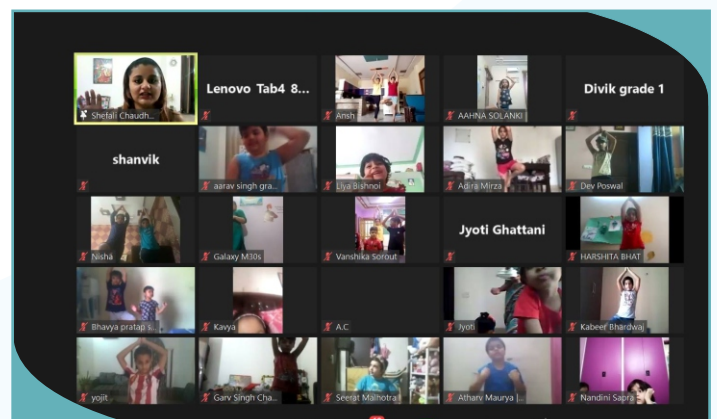 Shefali Chaudh...
Lenovo Tab4 8...
Ansh
AAHNA SOLANKI
Divik grade 1
shanvik
aarav singh gra...
Liya Bishnoi
Adira Mirza
Dev Poswal
Nisha
Galaxy M30s
Vanshika Sorout
Jyoti Ghattani
HARSHITA BHAT
Bhavya pratap s...
Kavya
A.C
Jyoti
Kabeer Bhardwaj
yojit
Garv Singh Cha...
Seerat Malhotra
Atharv Maurya |...
Nandini Sapra